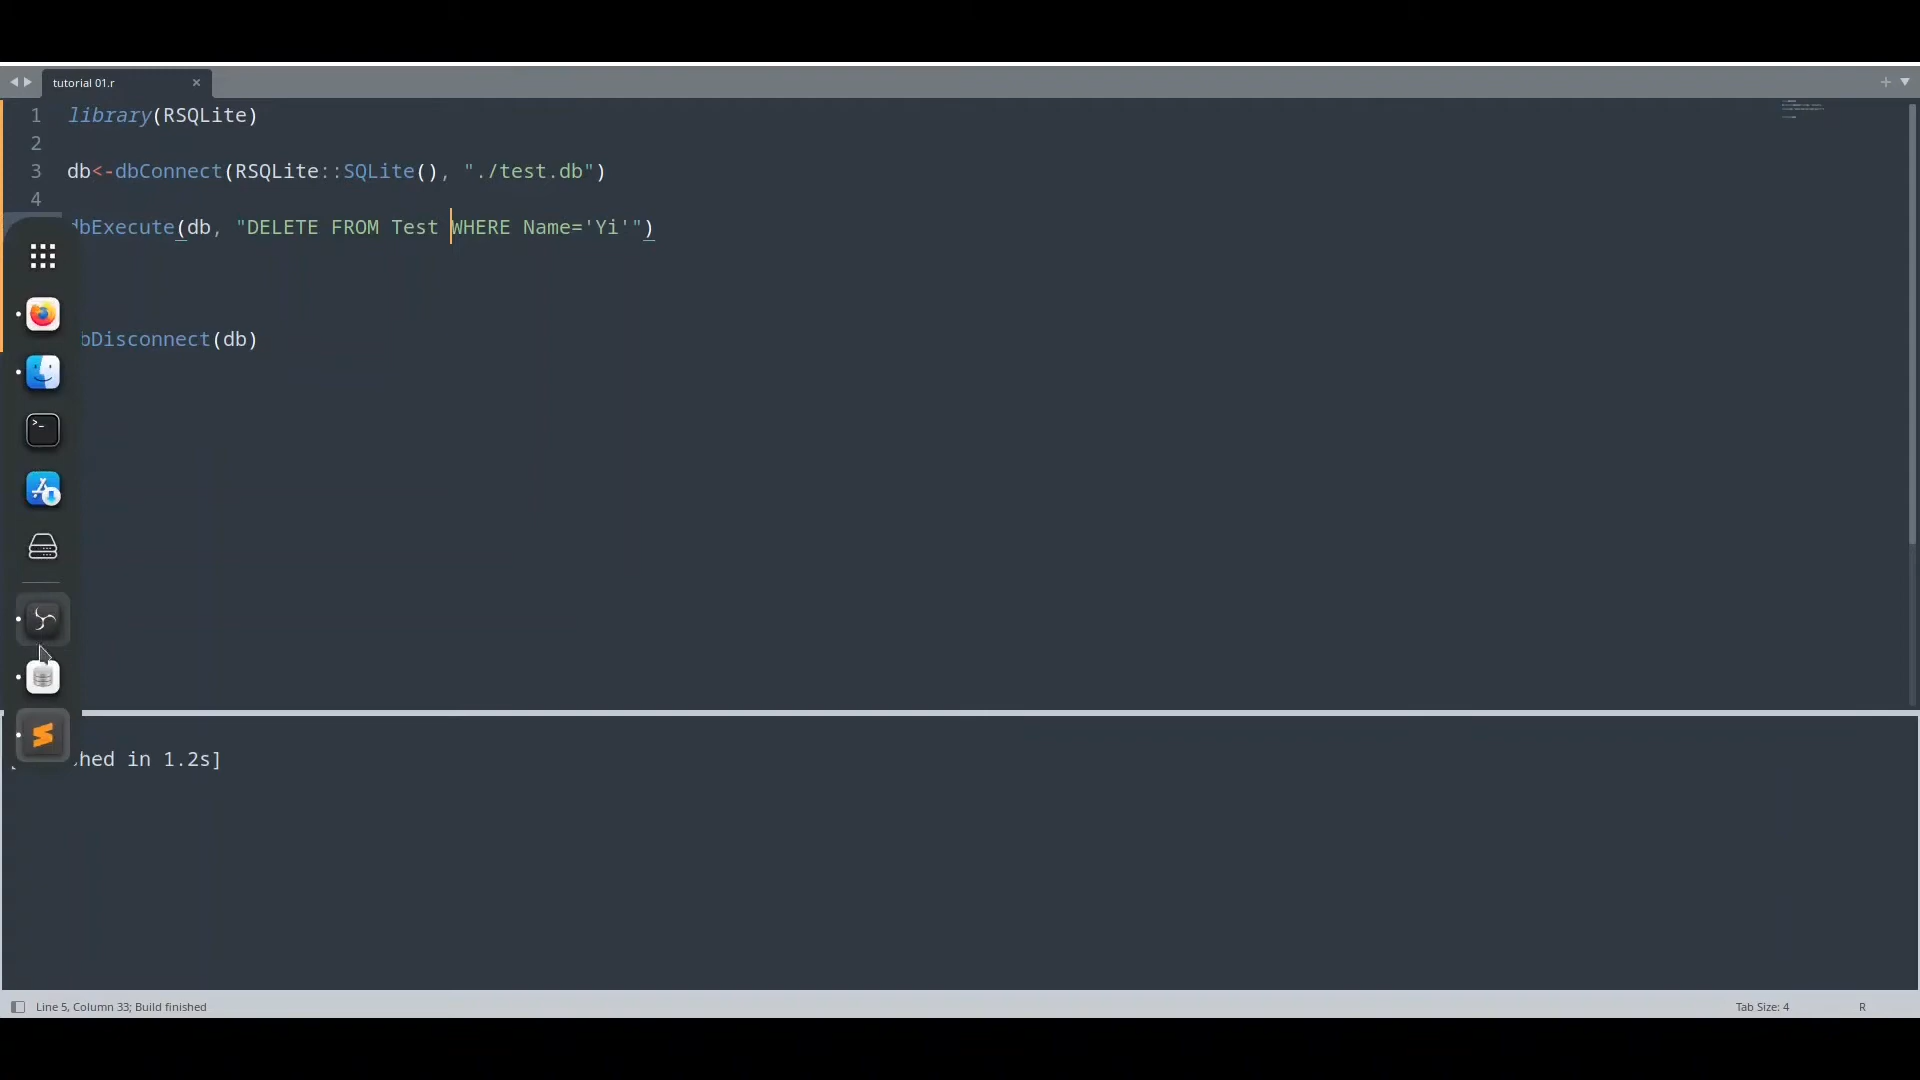 tutorial 01.r
1 library(RSQLite)
2
3 db<-dbConnect(RSQLite::SQLite(), "./test.db")
4
dbExecute(db, "DELETE FROM Test WHERE Name='Yi'")
bDisconnect(db)
hed in 1.2s]
Line 5, Column 33; Build finished
Tab Size: 4
R